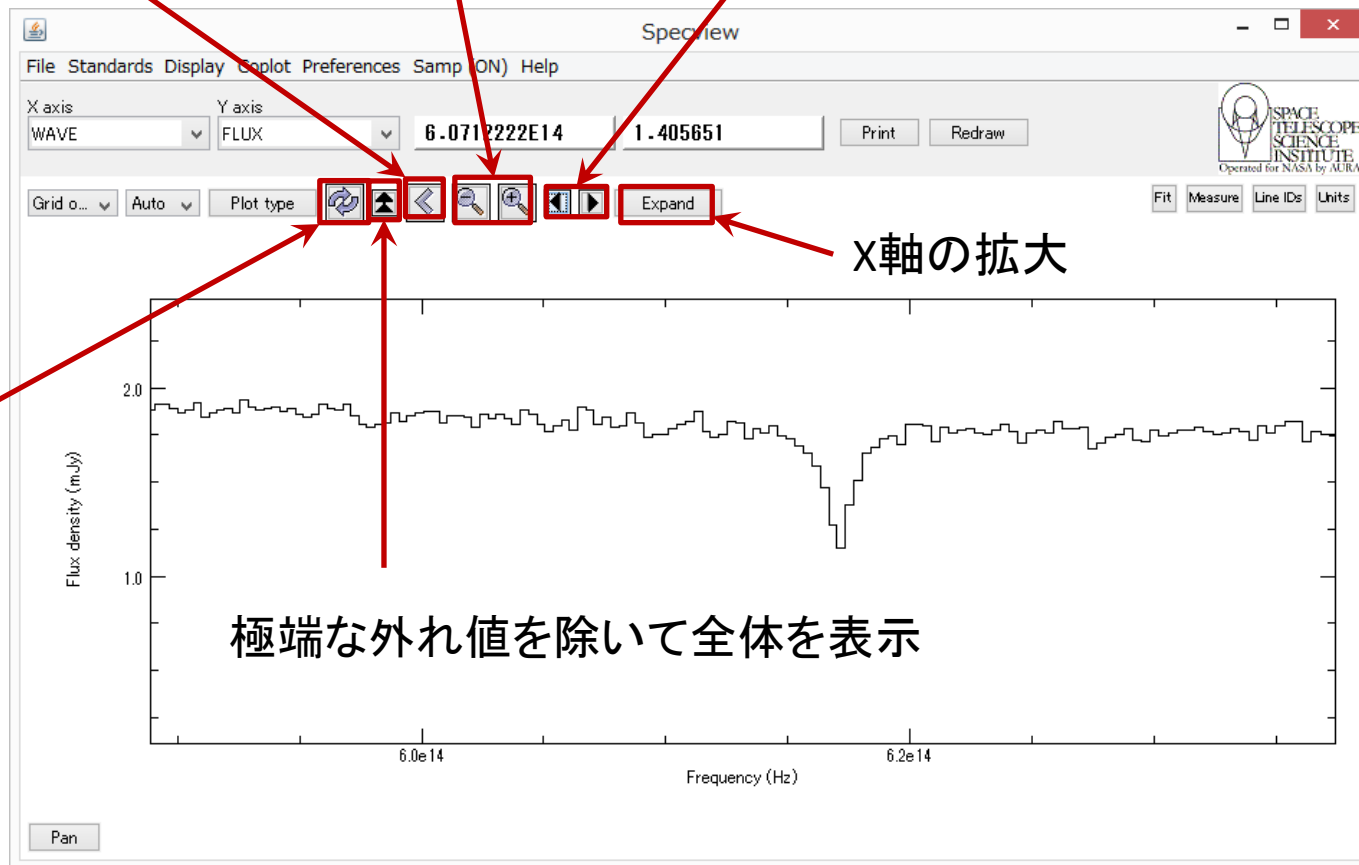 Specview
File Standards Display Coplot Preferences Samp (ON) Help
X axis
Y axis
WAVE
FLUX
6.0712222E14
1.405651
Print
Redraw
SPACE
TELESCOPE
SCIENCE
INSTITUTE
Operated for NASA by AURA
Grid o...
Auto
Plot type
Expand
Fit
Measure
Line IDs
Units
X軸の拡大
2.0
Flux density (mJy)
1.0
極端な外れ値を除いて全体を表示
6.0e14
6.2e14
Frequency (Hz)
Pan